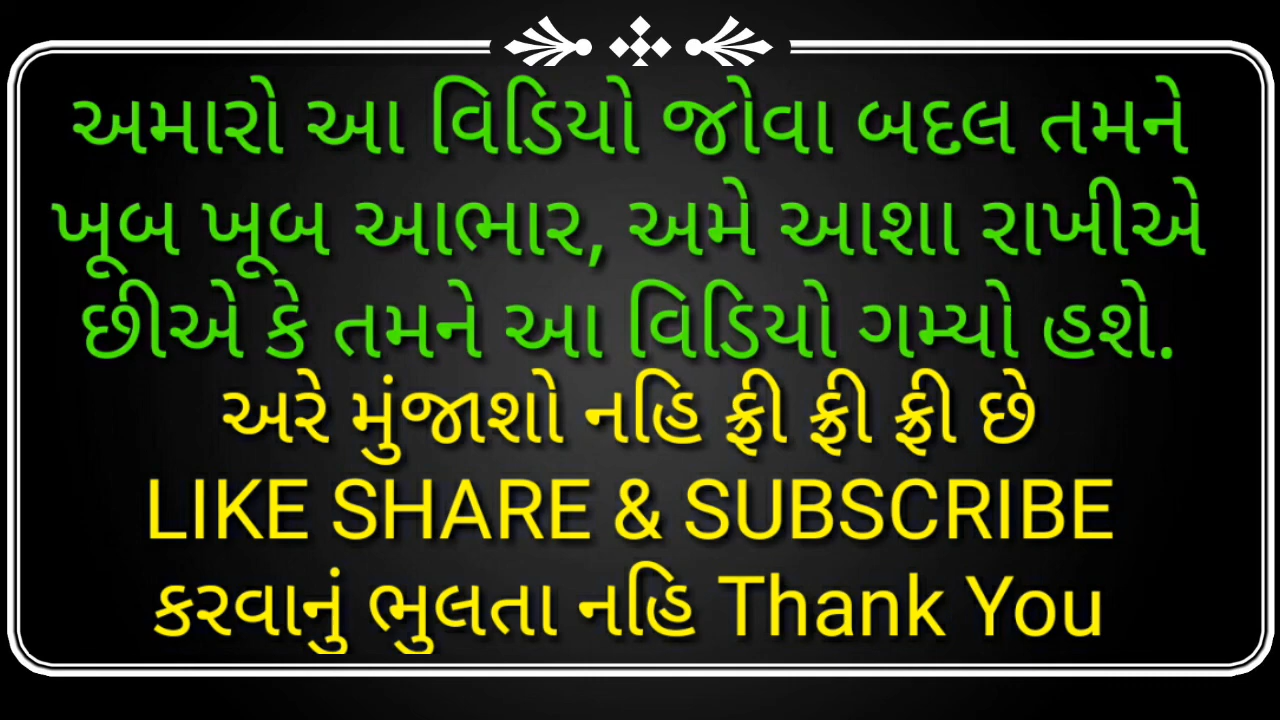 અમારો આ વિડિયો જોવા બદલ તમને
ખૂબ ખૂબ આભાર, અમે આશા રાખીએ
છીએ કે તમને આ વિડિયો ગમ્યો હશે.
અરે મુંજાશો નહિ ફ્રી ફ્રી ફ્રી છે
LIKE SHARE & SUBSCRIBE
કરવાનું ભુલતા નહિ Thank You